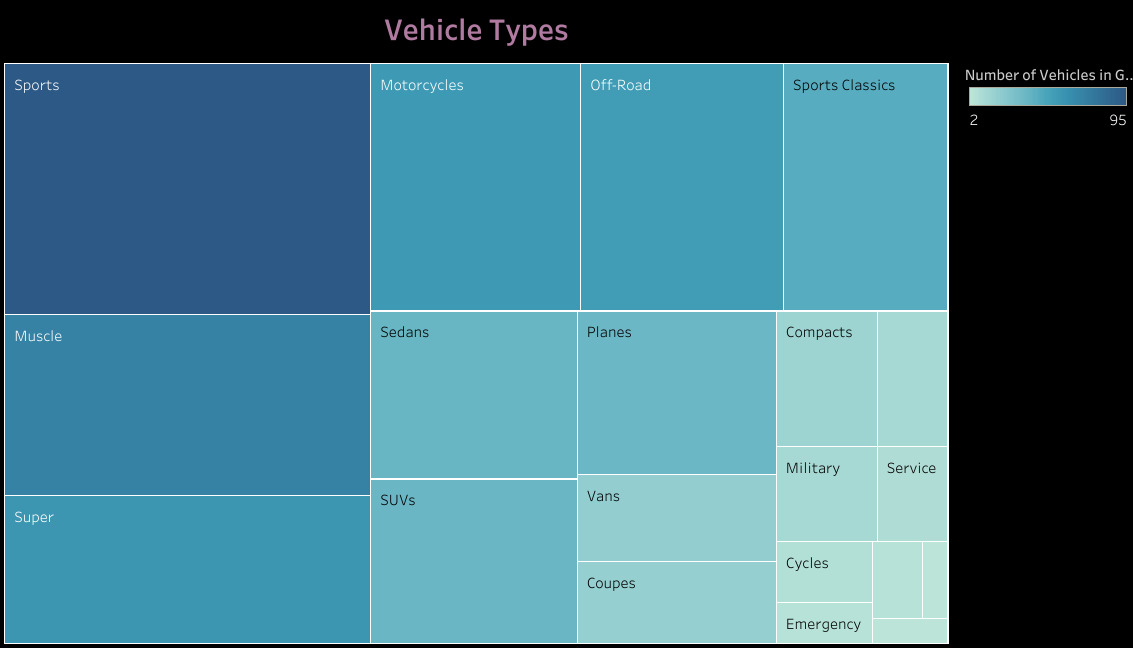 Vehicle Types
Sports
Motorcycles
Off-Road
Sports Classics
Number of Vehicles in G..
2
95
Muscle
Sedans
Planes
Compacts
Military
Service
Super
SUVs
Vans
Cycles
Coupes
Emergency